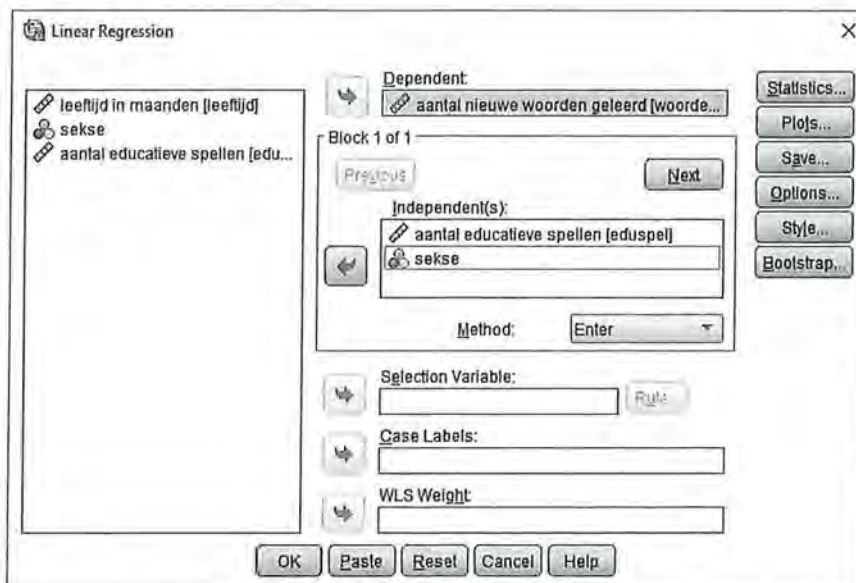 Linear Regression
leeftijd in maanden [leeftijd]
sekse
aantal educatieve spellen [edu...
Dependent:
aantal nieuwe woorden geleerd [woorde...
Block 1 of 1
Previous
Next
Independent(s):
aantal educatieve spellen [eduspel]
sekse
Method:
Enter
Selection Variable:
Rule...
Case Labels:
WLS Weight:
Statistics...
Plots...
Save...
Options...
Style...
Bootstrap...
OK
Paste
Reset
Cancel
Help